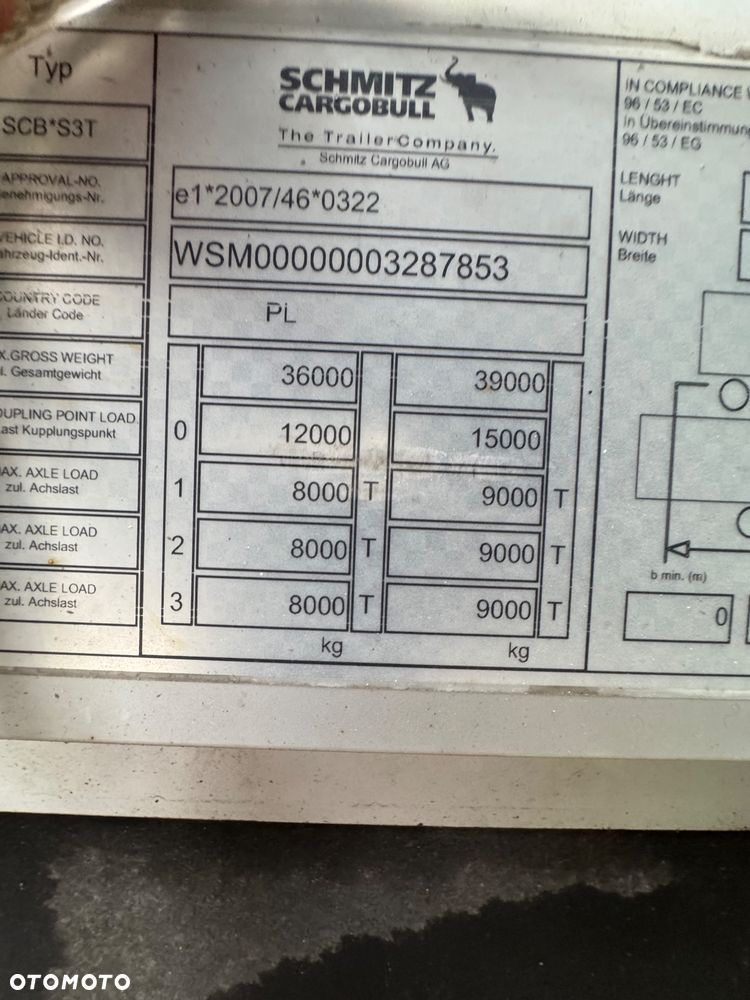 Typ
SCHMITZ
CARGOBULL
The TrailerCompany.
Schmitz Cargobull AG
IN COMPLIANCE
96 / 53 / EC
in Übereinstimmung
96 / 53 / EG
SCB*S3T
APPROVAL-NO.
enehmigungs-Nr.
e1*2007/46*0322
LENGHT
Länge
VEHICLE I.D. NO.
ahrzeug-Ident.-Nr.
WSM00000003287853
WIDTH
Breite
COUNTRY CODE
Länder Code
PL
X.GROSS WEIGHT
l. Gesamtgewicht
36000
39000
OUPLING POINT LOAD
ast Kupplungspunkt
0
12000
15000
AX. AXLE LOAD
zul. Achslast
1
8000 T
9000 T
AX. AXLE LOAD
zul. Achslast
2
8000 T
9000 T
b min. (m)
AX. AXLE LOAD
zul. Achslast
3
8000 T
9000 T
0
kg
kg
OTOMOTO